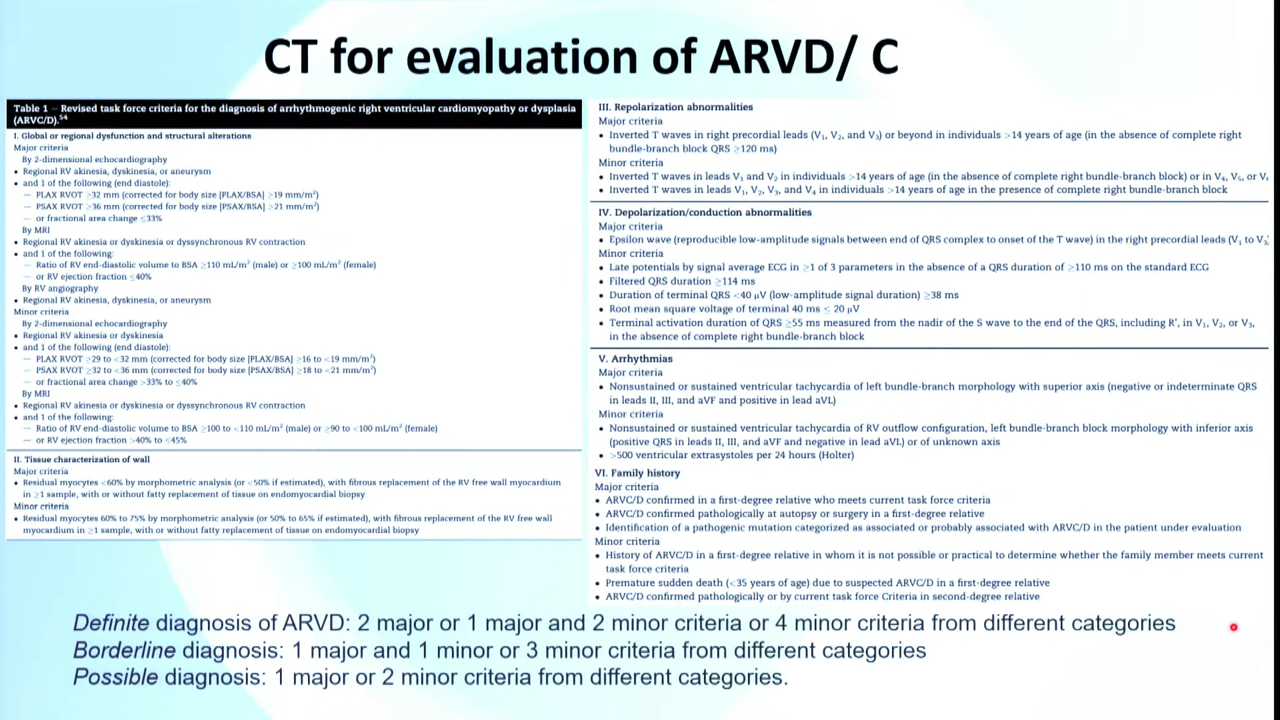 CT for evaluation of ARVD/ C
Table 1 – Revised task force criteria for the diagnosis of arrhythmogenic right ventricular cardiomyopathy or dysplasia
(ARVC/D).⁵⁴
I. Global or regional dysfunction and structural alterations
Major criteria
By 2-dimensional echocardiography
• Regional RV akinesia, dyskinesia, or aneurysm
• and 1 of the following (end diastole):
— PLAX RVOT ≥32 mm (corrected for body size [PLAX/BSA] ≥19 mm/m²)
— PSAX RVOT ≥36 mm (corrected for body size [PSAX/BSA] ≥21 mm/m²)
— or fractional area change ≤33%
By MRI
• Regional RV akinesia or dyskinesia or dyssynchronous RV contraction
• and 1 of the following:
— Ratio of RV end-diastolic volume to BSA ≥110 mL/m² (male) or ≥100 mL/m² (female)
— or RV ejection fraction ≤40%
By RV angiography
• Regional RV akinesia, dyskinesia, or aneurysm
Minor criteria
By 2-dimensional echocardiography
• Regional RV akinesia or dyskinesia
• and 1 of the following (end diastole):
— PLAX RVOT ≥29 to <32 mm (corrected for body size [PLAX/BSA] ≥16 to <19 mm/m²)
— PSAX RVOT ≥32 to <36 mm (corrected for body size [PSAX/BSA] ≥18 to <21 mm/m²)
— or fractional area change >33% to ≤40%
By MRI
• Regional RV akinesia or dyskinesia or dyssynchronous RV contraction
• and 1 of the following:
— Ratio of RV end-diastolic volume to BSA ≥100 to <110 mL/m² (male) or ≥90 to <100 mL/m² (female)
— or RV ejection fraction >40% to ≤45%
II. Tissue characterization of wall
Major criteria
• Residual myocytes <60% by morphometric analysis (or <50% if estimated), with fibrous replacement of the RV free wall myocardium
in ≥1 sample, with or without fatty replacement of tissue on endomyocardial biopsy
Minor criteria
• Residual myocytes 60% to 75% by morphometric analysis (or 50% to 65% if estimated), with fibrous replacement of the RV free wall
myocardium in ≥1 sample, with or without fatty replacement of tissue on endomyocardial biopsy
III. Repolarization abnormalities
Major criteria
• Inverted T waves in right precordial leads (V₁, V₂, and V₃) or beyond in individuals >14 years of age (in the absence of complete right
bundle-branch block QRS ≥120 ms)
Minor criteria
• Inverted T waves in leads V₁ and V₂ in individuals >14 years of age (in the absence of complete right bundle-branch block) or in V₄, V₅, or V₆
• Inverted T waves in leads V₁, V₂, V₃, and V₄ in individuals >14 years of age in the presence of complete right bundle-branch block
IV. Depolarization/conduction abnormalities
Major criteria
• Epsilon wave (reproducible low-amplitude signals between end of QRS complex to onset of the T wave) in the right precordial leads (V₁ to V₃)
Minor criteria
• Late potentials by signal average ECG in ≥1 of 3 parameters in the absence of a QRS duration of ≥110 ms on the standard ECG
• Filtered QRS duration ≥114 ms
• Duration of terminal QRS <40 μV (low-amplitude signal duration) ≥38 ms
• Root mean square voltage of terminal 40 ms ≤ 20 μV
• Terminal activation duration of QRS ≥55 ms measured from the nadir of the S wave to the end of the QRS, including R', in V₁, V₂, or V₃,
in the absence of complete right bundle-branch block
V. Arrhythmias
Major criteria
• Nonsustained or sustained ventricular tachycardia of left bundle-branch morphology with superior axis (negative or indeterminate QRS
in leads II, III, and aVF and positive in lead aVL)
Minor criteria
• Nonsustained or sustained ventricular tachycardia of RV outflow configuration, left bundle-branch block morphology with inferior axis
(positive QRS in leads II, III, and aVF and negative in lead aVL) or of unknown axis
• >500 ventricular extrasystoles per 24 hours (Holter)
VI. Family history
Major criteria
• ARVC/D confirmed in a first-degree relative who meets current task force criteria
• ARVC/D confirmed pathologically at autopsy or surgery in a first-degree relative
• Identification of a pathogenic mutation categorized as associated or probably associated with ARVC/D in the patient under evaluation
Minor criteria
• History of ARVC/D in a first-degree relative in whom it is not possible or practical to determine whether the family member meets current
task force criteria
• Premature sudden death (<35 years of age) due to suspected ARVC/D in a first-degree relative
• ARVC/D confirmed pathologically or by current task force Criteria in second-degree relative
Definite diagnosis of ARVD: 2 major or 1 major and 2 minor criteria or 4 minor criteria from different categories
Borderline diagnosis: 1 major and 1 minor or 3 minor criteria from different categories
Possible diagnosis: 1 major or 2 minor criteria from different categories.